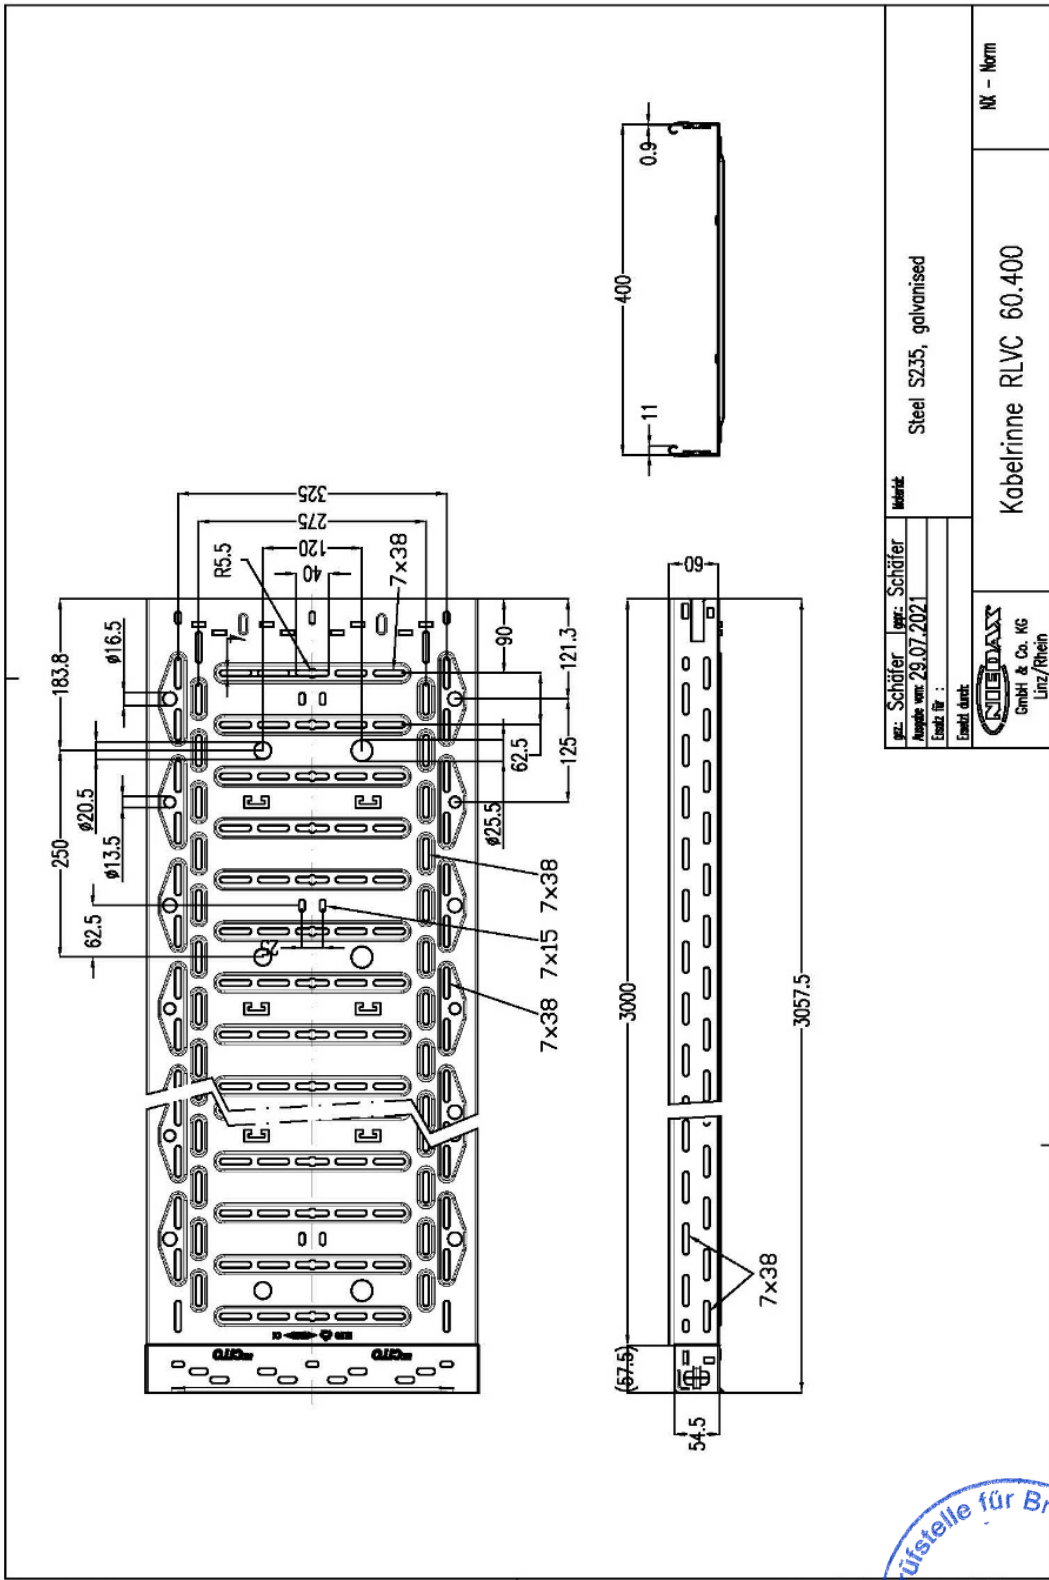 183.8
ø16.5
250
ø20.5
ø13.5
62.5
325
275
120
40
R5.5
7x38
90
121.3
62.5
125
ø25.5
25
7x38
7x15
7x38
400
0.9
11
60
3000
3057.5
(57.5)
54.5
7x38
gez.: Schäfer
gepr.: Schäfer
Ausgabe vom: 29.07.2021
Ersatz für :
Ersetzt durch:
Material:
Steel S235, galvanised
NIEDAX
GmbH & Co. KG
Linz/Rhein
Kabelrinne RLVC 60.400
NX - Norm
üfstelle für Br